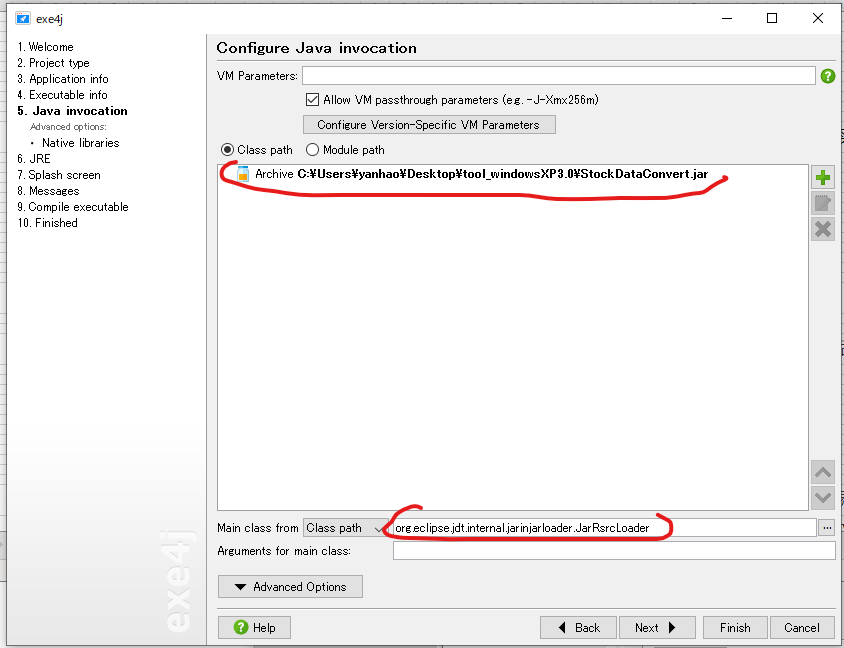 exe4j
1. Welcome
2. Project type
3. Application info
4. Executable info
5. Java invocation
Advanced options:
• Native libraries
6. JRE
7. Splash screen
8. Messages
9. Compile executable
10. Finished
exe4j
Configure Java invocation
VM Parameters:
Allow VM passthrough parameters (e.g. -J-Xmx256m)
Configure Version-Specific VM Parameters
Class path Module path
Archive C:¥Users¥yanhao¥Desktop¥tool_windowsXP3.0¥StockDataConvert.jar
Main class from Class path org.eclipse.jdt.internal.jarinjarloader.JarRsrcLoader ...
Arguments for main class:
Advanced Options
Help Back Next Finish Cancel